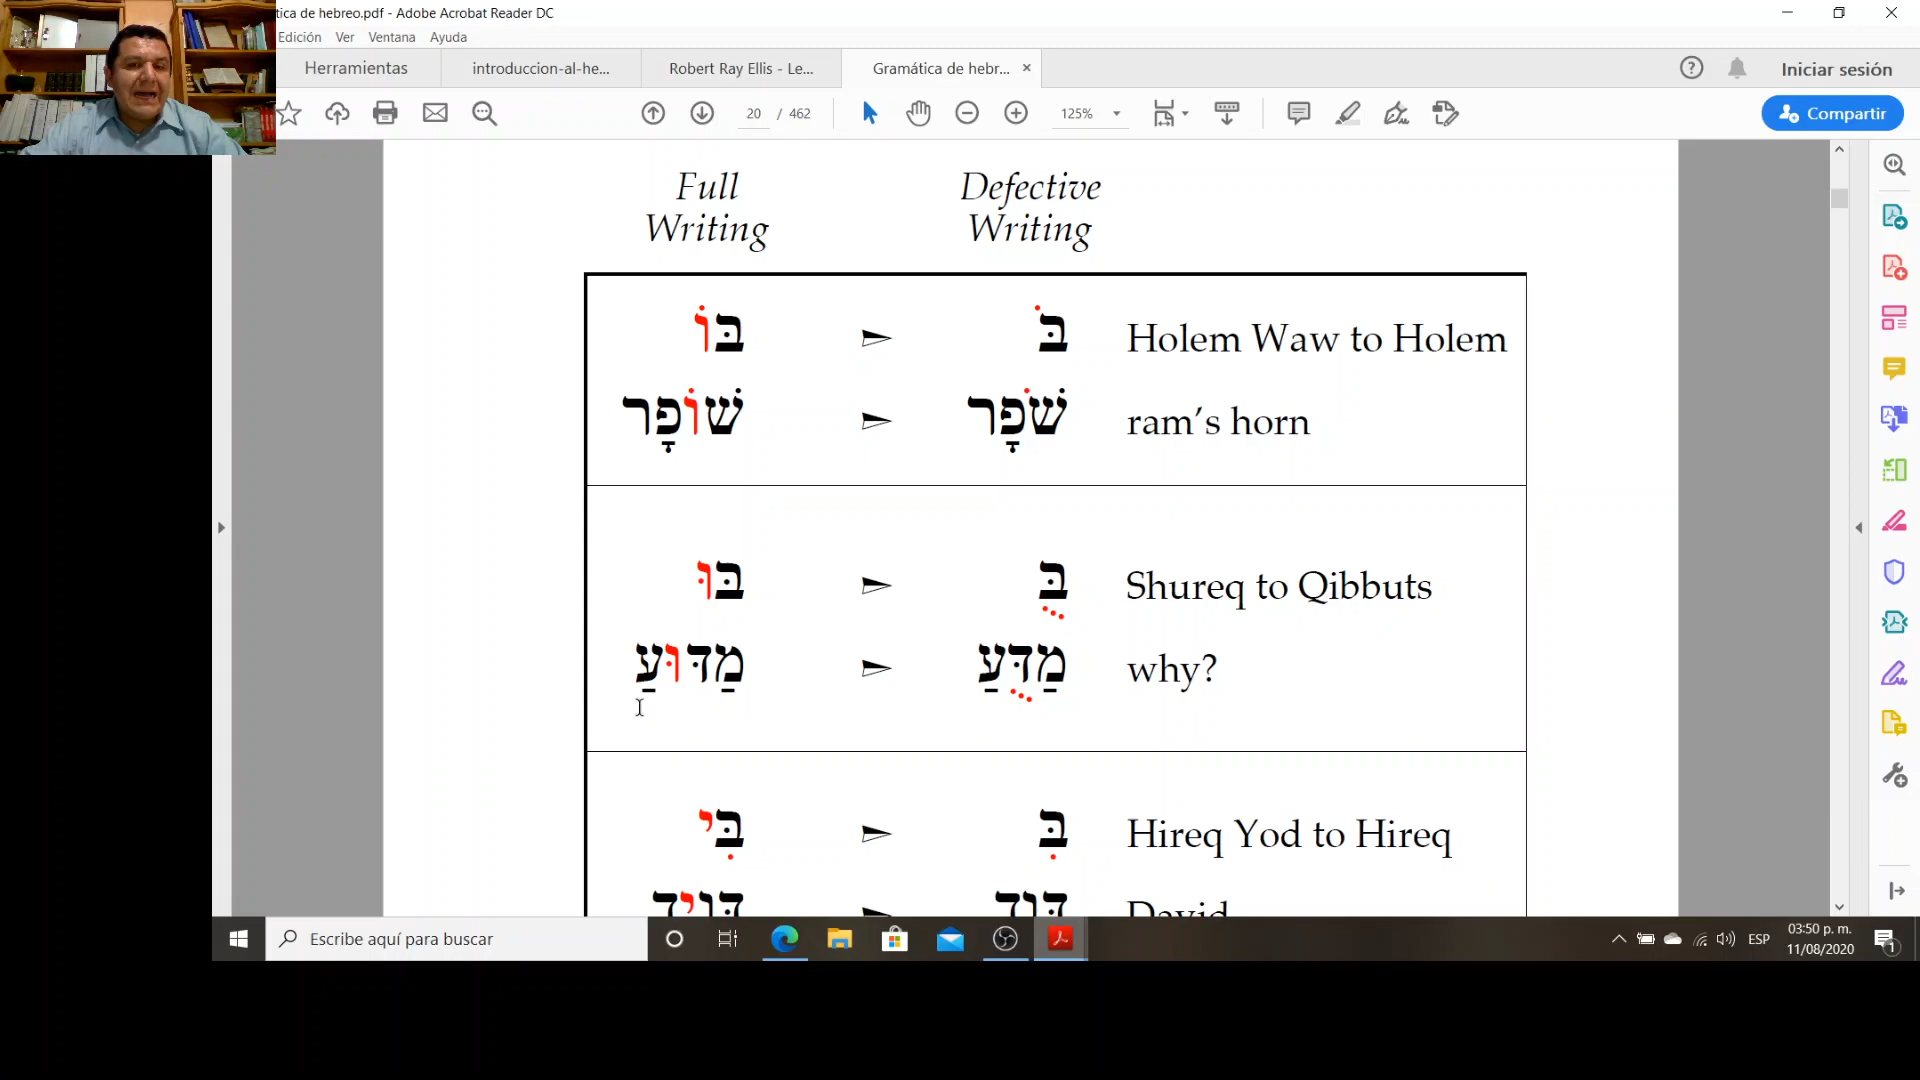 tica de hebreo.pdf - Adobe Acrobat Reader DC
Edición Ver Ventana Ayuda
Herramientas introduccion-al-he... Robert Ray Ellis - Le... Gramática de hebr... × Iniciar sesión
20 / 462 125% Compartir
Full Writing
Defective Writing
בּוֹ ► בֹּ Holem Waw to Holem
שׁוֹפָר ► שֹׁפָר ram’s horn
בּוּ ► בֻּ Shureq to Qibbuts
מַדּוּעַ ► מַדֻּעַ why?
בִּי ► בִּ Hireq Yod to Hireq
דָּוִיד ► דָּוִד David
Escribe aquí para buscar
ESP
03:50 p. m.
11/08/2020
1